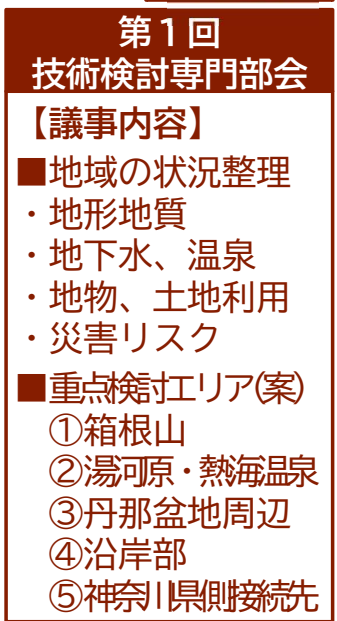 第１回
技術検討専門部会
【議事内容】
■地域の状況整理
・地形地質
・地下水、温泉
・地物、土地利用
・災害リスク
■重点検討エリア(案)
①箱根山
②湯河原・熱海温泉
③丹那盆地周辺
④沿岸部
⑤神奈川県側接続先